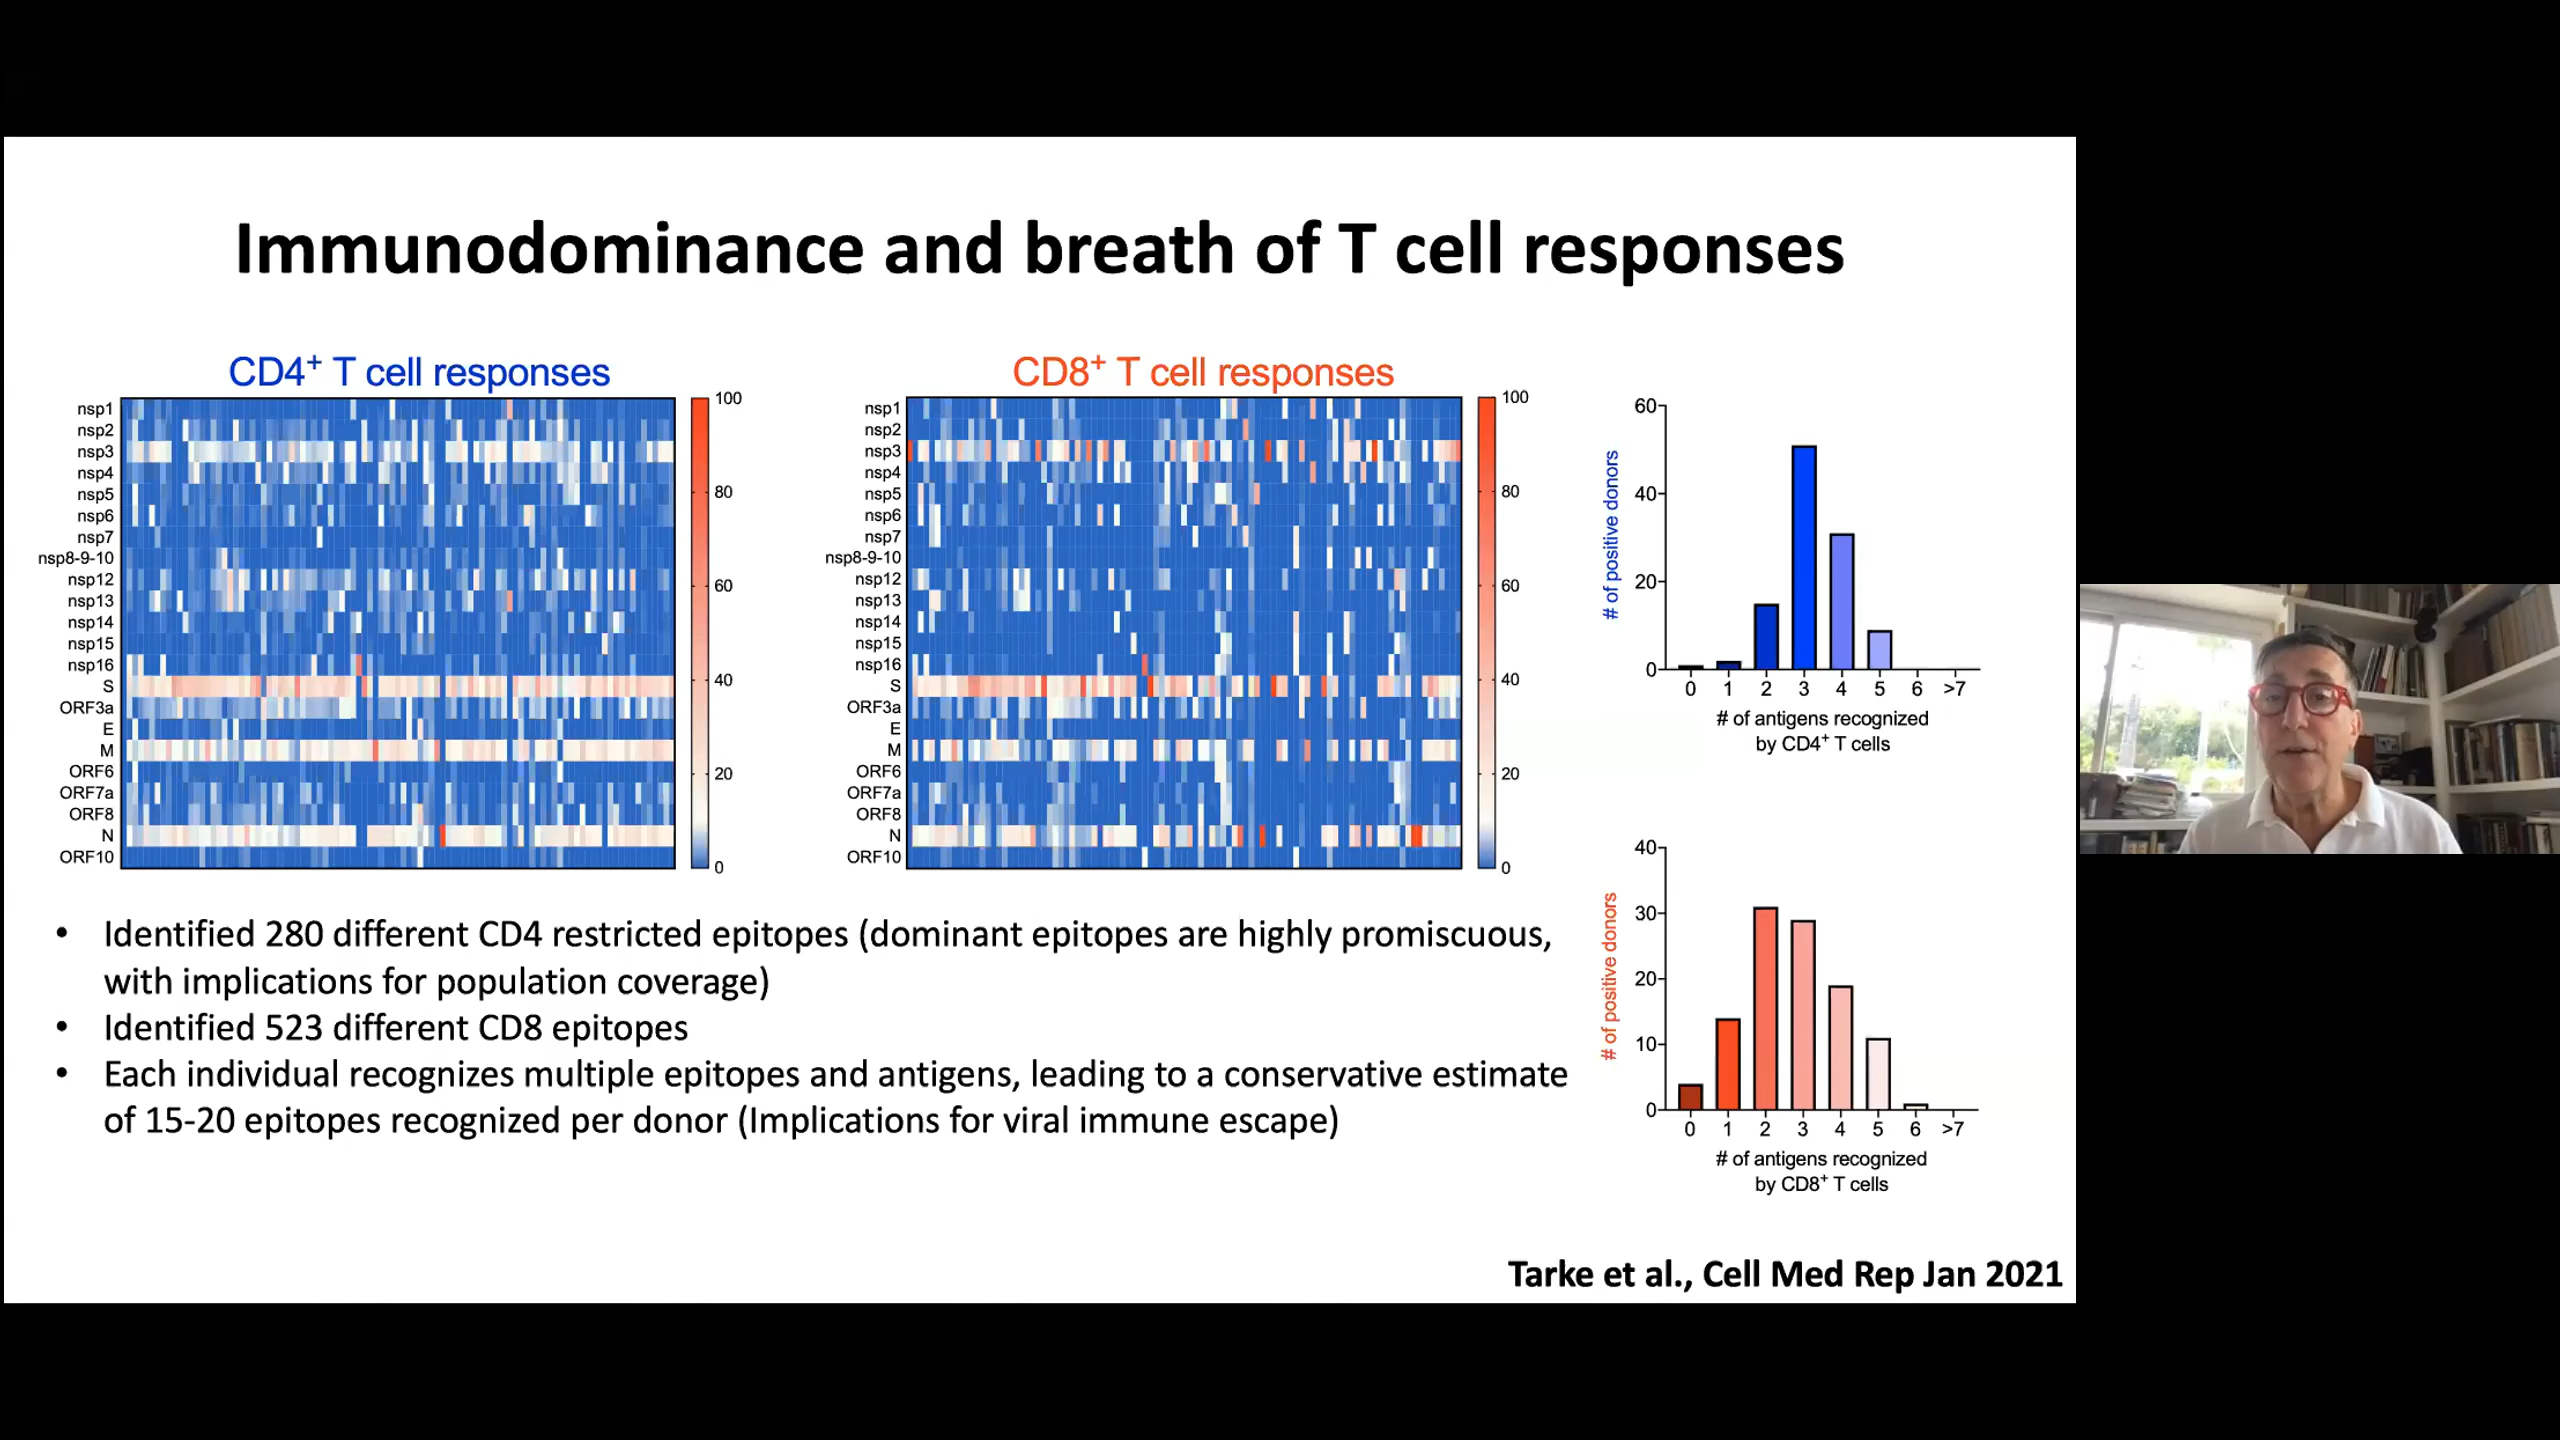 Immunodominance and breath of T cell responses
CD4⁺ T cell responses
nsp1
nsp2
nsp3
nsp4
nsp5
nsp6
nsp7
nsp8-9-10
nsp12
nsp13
nsp14
nsp15
nsp16
S
ORF3a
E
M
ORF6
ORF7a
ORF8
N
ORF10
100
80
60
40
20
0
CD8⁺ T cell responses
nsp1
nsp2
nsp3
nsp4
nsp5
nsp6
nsp7
nsp8-9-10
nsp12
nsp13
nsp14
nsp15
nsp16
S
ORF3a
E
M
ORF6
ORF7a
ORF8
N
ORF10
100
80
60
40
20
0
# of positive donors
60
40
20
0
0 1 2 3 4 5 6 >7
# of antigens recognized
by CD4⁺ T cells
# of positive donors
40
30
20
10
0
0 1 2 3 4 5 6 >7
# of antigens recognized
by CD8⁺ T cells
• Identified 280 different CD4 restricted epitopes (dominant epitopes are highly promiscuous,
with implications for population coverage)
• Identified 523 different CD8 epitopes
• Each individual recognizes multiple epitopes and antigens, leading to a conservative estimate
of 15-20 epitopes recognized per donor (Implications for viral immune escape)
Tarke et al., Cell Med Rep Jan 2021